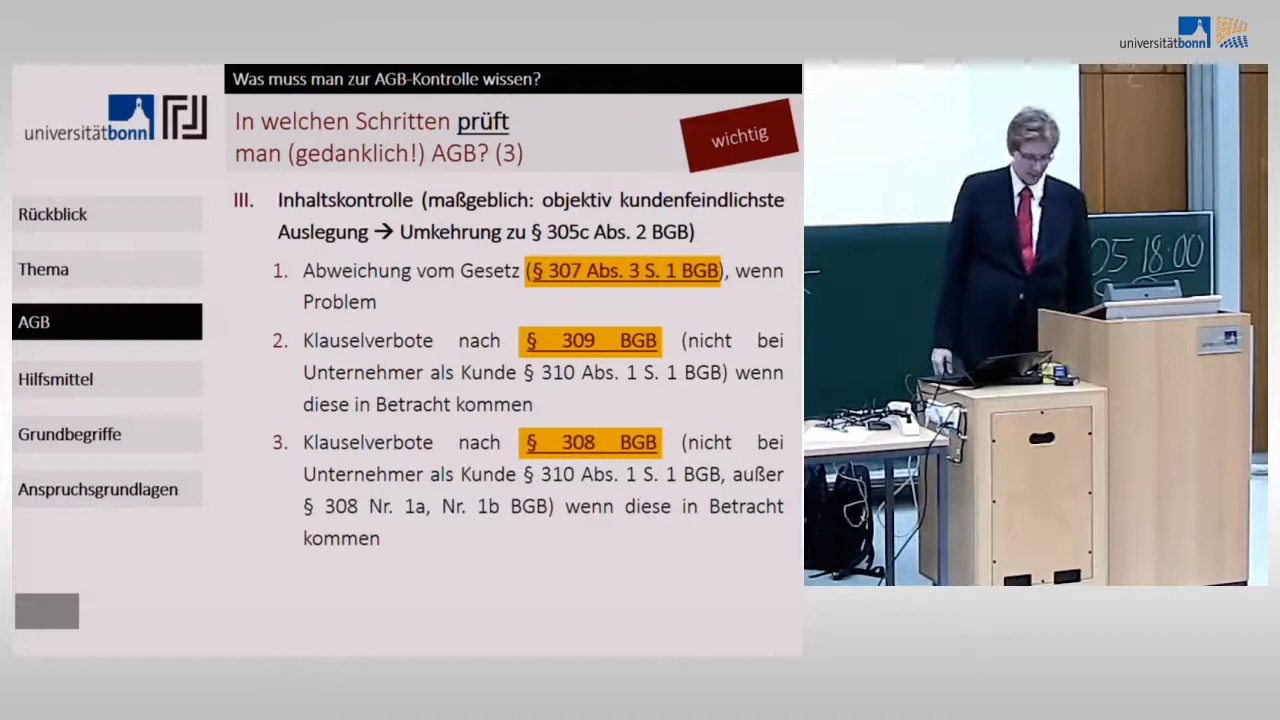 universitätbonn
Was muss man zur AGB-Kontrolle wissen?
universitätbonn
In welchen Schritten prüft
man (gedanklich!) AGB? (3)
wichtig
Rückblick
Thema
AGB
Hilfsmittel
Grundbegriffe
Anspruchsgrundlagen
III. Inhaltskontrolle (maßgeblich: objektiv kundenfeindlichste
Auslegung → Umkehrung zu § 305c Abs. 2 BGB)
1. Abweichung vom Gesetz (§ 307 Abs. 3 S. 1 BGB), wenn
Problem
2. Klauselverbote nach § 309 BGB (nicht bei
Unternehmer als Kunde § 310 Abs. 1 S. 1 BGB) wenn
diese in Betracht kommen
3. Klauselverbote nach § 308 BGB (nicht bei
Unternehmer als Kunde § 310 Abs. 1 S. 1 BGB, außer
§ 308 Nr. 1a, Nr. 1b BGB) wenn diese in Betracht
kommen
05 18:00